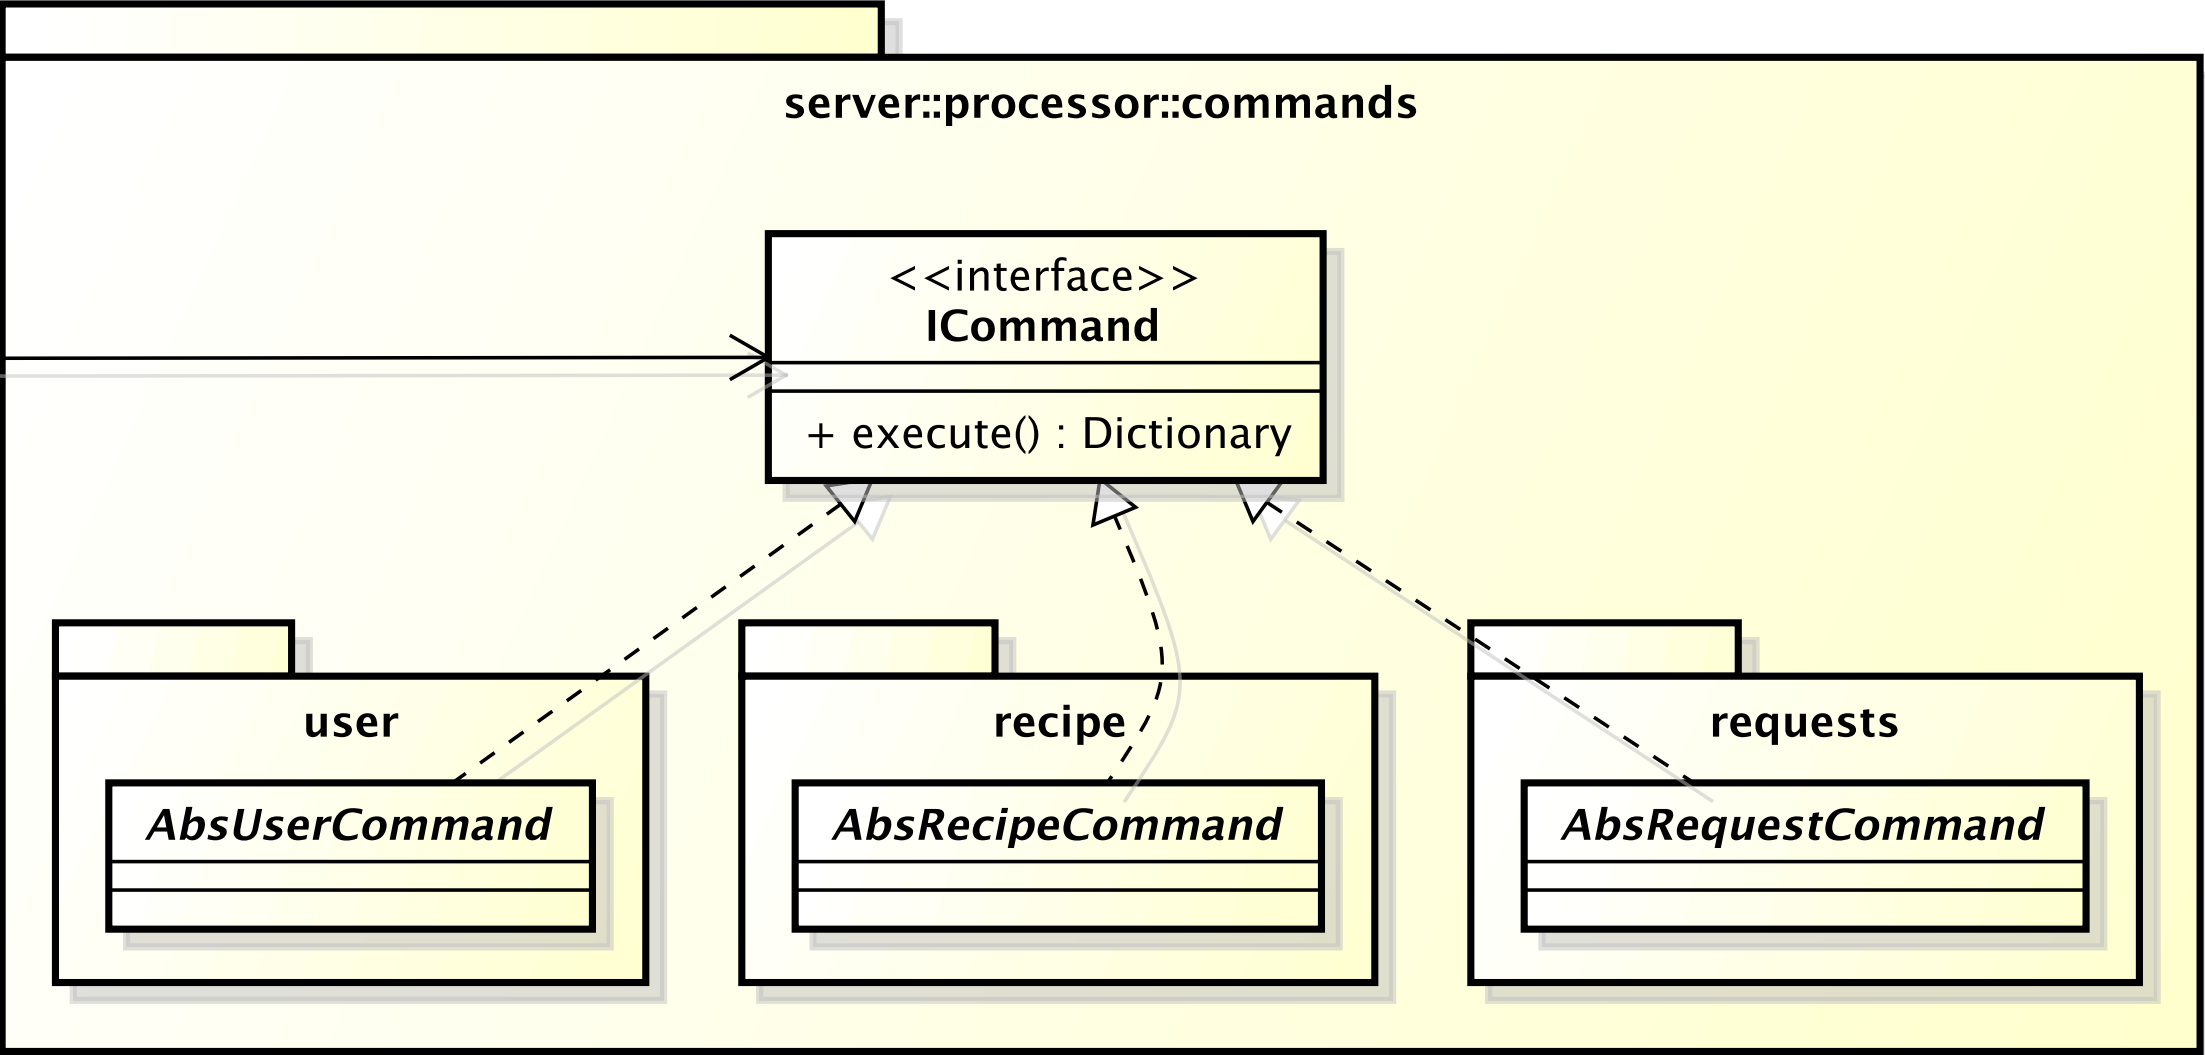 server::processor::commands
<<interface>>
ICommand
+ execute() : Dictionary
user
recipe
requests
AbsUserCommand
AbsRecipeCommand
AbsRequestCommand